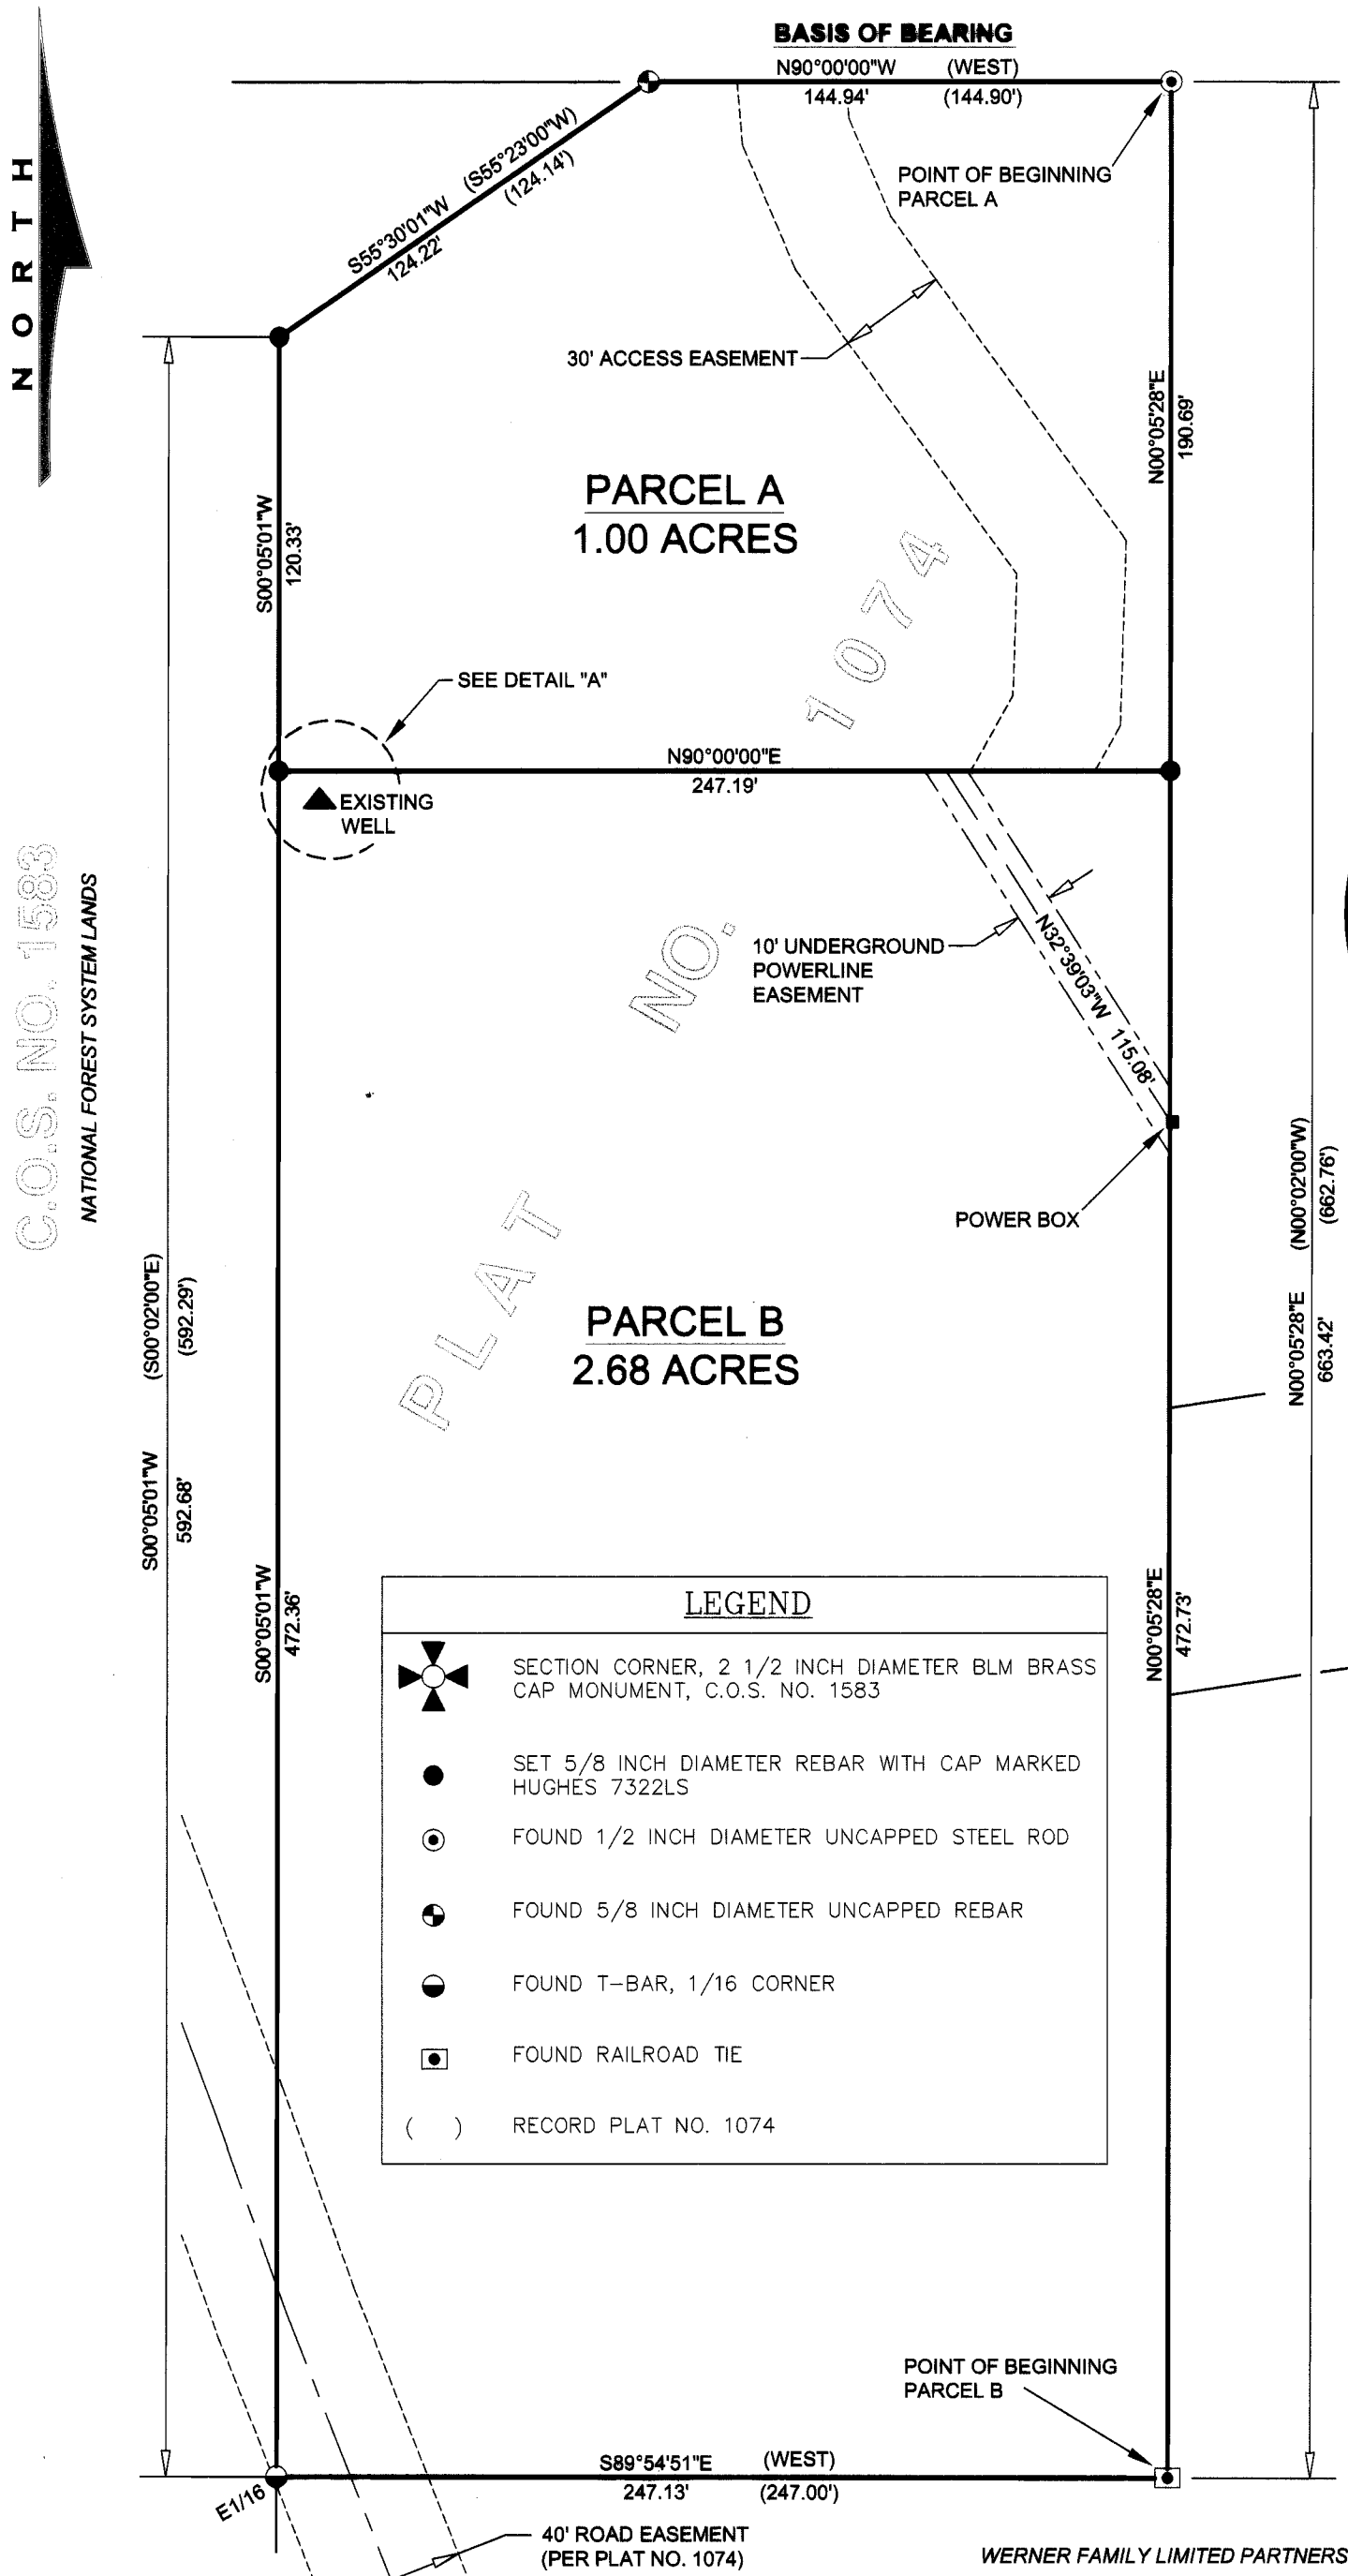 BASIS OF BEARING
N90°00'00"W (WEST)
144.94' (144.90')
NORTH
S55°30'01"W (S55°23'00"W)
124.22' (124.14')
POINT OF BEGINNING
PARCEL A
30' ACCESS EASEMENT
N00°05'28"E
190.69'
PARCEL A
1.00 ACRES
S00°05'01"W
120.33'
SEE DETAIL "A"
N90°00'00"E
247.19'
EXISTING
WELL
C.O.S. NO. 1583
NATIONAL FOREST SYSTEM LANDS
PLAT NO. 1074
10' UNDERGROUND
POWERLINE
EASEMENT
N32°39'03"W 115.08'
POWER BOX
PARCEL B
2.68 ACRES
S00°05'01"W (S00°02'00"E)
592.68' (592.29')
N00°05'28"E (N00°02'00"W)
663.42' (662.76')
S00°05'01"W
472.36'
N00°05'28"E
472.73'
LEGEND
SECTION CORNER, 2 1/2 INCH DIAMETER BLM BRASS
CAP MONUMENT, C.O.S. NO. 1583
SET 5/8 INCH DIAMETER REBAR WITH CAP MARKED
HUGHES 7322LS
FOUND 1/2 INCH DIAMETER UNCAPPED STEEL ROD
FOUND 5/8 INCH DIAMETER UNCAPPED REBAR
FOUND T-BAR, 1/16 CORNER
FOUND RAILROAD TIE
( ) RECORD PLAT NO. 1074
POINT OF BEGINNING
PARCEL B
E1/16
S89°54'51"E (WEST)
247.13' (247.00')
40' ROAD EASEMENT
(PER PLAT NO. 1074)
WERNER FAMILY LIMITED PARTNERS